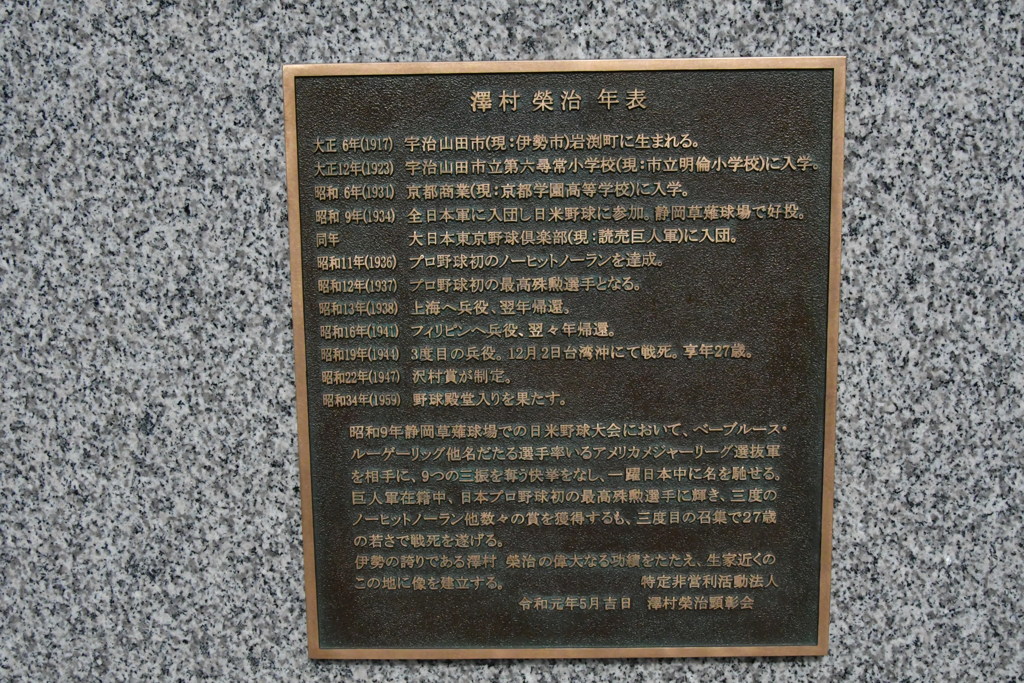 澤村 榮治 年表
大正 6年(1917) 宇治山田市(現:伊勢市)岩渕町に生まれる。
大正12年(1923) 宇治山田市立第六尋常小学校(現:市立明倫小学校)に入学。
昭和 6年(1931) 京都商業(現:京都学園高等学校)に入学。
昭和 9年(1934) 全日本軍に入団し日米野球に参加。静岡草薙球場で好投。
同年 大日本東京野球倶楽部(現:読売巨人軍)に入団。
昭和11年(1936) プロ野球初のノーヒットノーランを達成。
昭和12年(1937) プロ野球初の最高殊勲選手となる。
昭和13年(1938) 上海へ兵役、翌年帰還。
昭和16年(1941) フィリピンへ兵役、翌々年帰還。
昭和19年(1944) 3度目の兵役。12月2日台湾沖にて戦死。享年27歳。
昭和22年(1947) 沢村賞が制定。
昭和34年(1959) 野球殿堂入りを果たす。
昭和9年静岡草薙球場での日米野球大会において、ベーブルース・
ルーゲーリッグ他名だたる選手率いるアメリカメジャーリーグ選抜軍
を相手に、9つの三振を奪う快挙をなし、一躍日本中に名を馳せる。
巨人軍在籍中、日本プロ野球初の最高殊勲選手に輝き、三度の
ノーヒットノーラン他数々の賞を獲得するも、三度目の召集で27歳
の若さで戦死を遂げる。
伊勢の誇りである澤村 榮治の偉大なる功績をたたえ、生家近くの
この地に像を建立する。 特定非営利活動法人
令和元年5月吉日 澤村榮治顕彰会